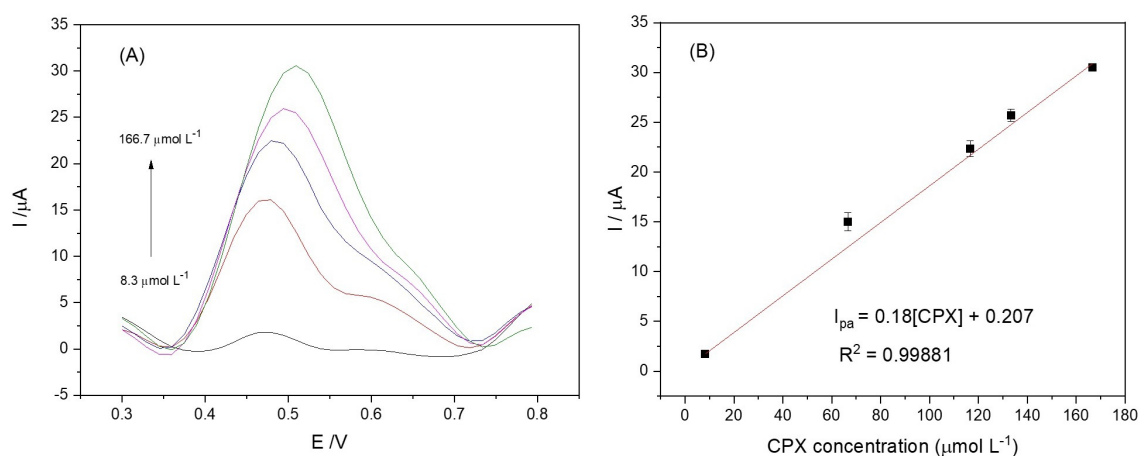 (A)
I /µA
35
30
25
20
15
10
5
0
-5
166.7 µmol L⁻¹
8.3 µmol L⁻¹
0.3 0.4 0.5 0.6 0.7 0.8
E /V
(B)
I / µA
35
30
25
20
15
10
5
0
I_pa = 0.18[CPX] + 0.207
R² = 0.99881
0 20 40 60 80 100 120 140 160 180
CPX concentration (µmol L⁻¹)